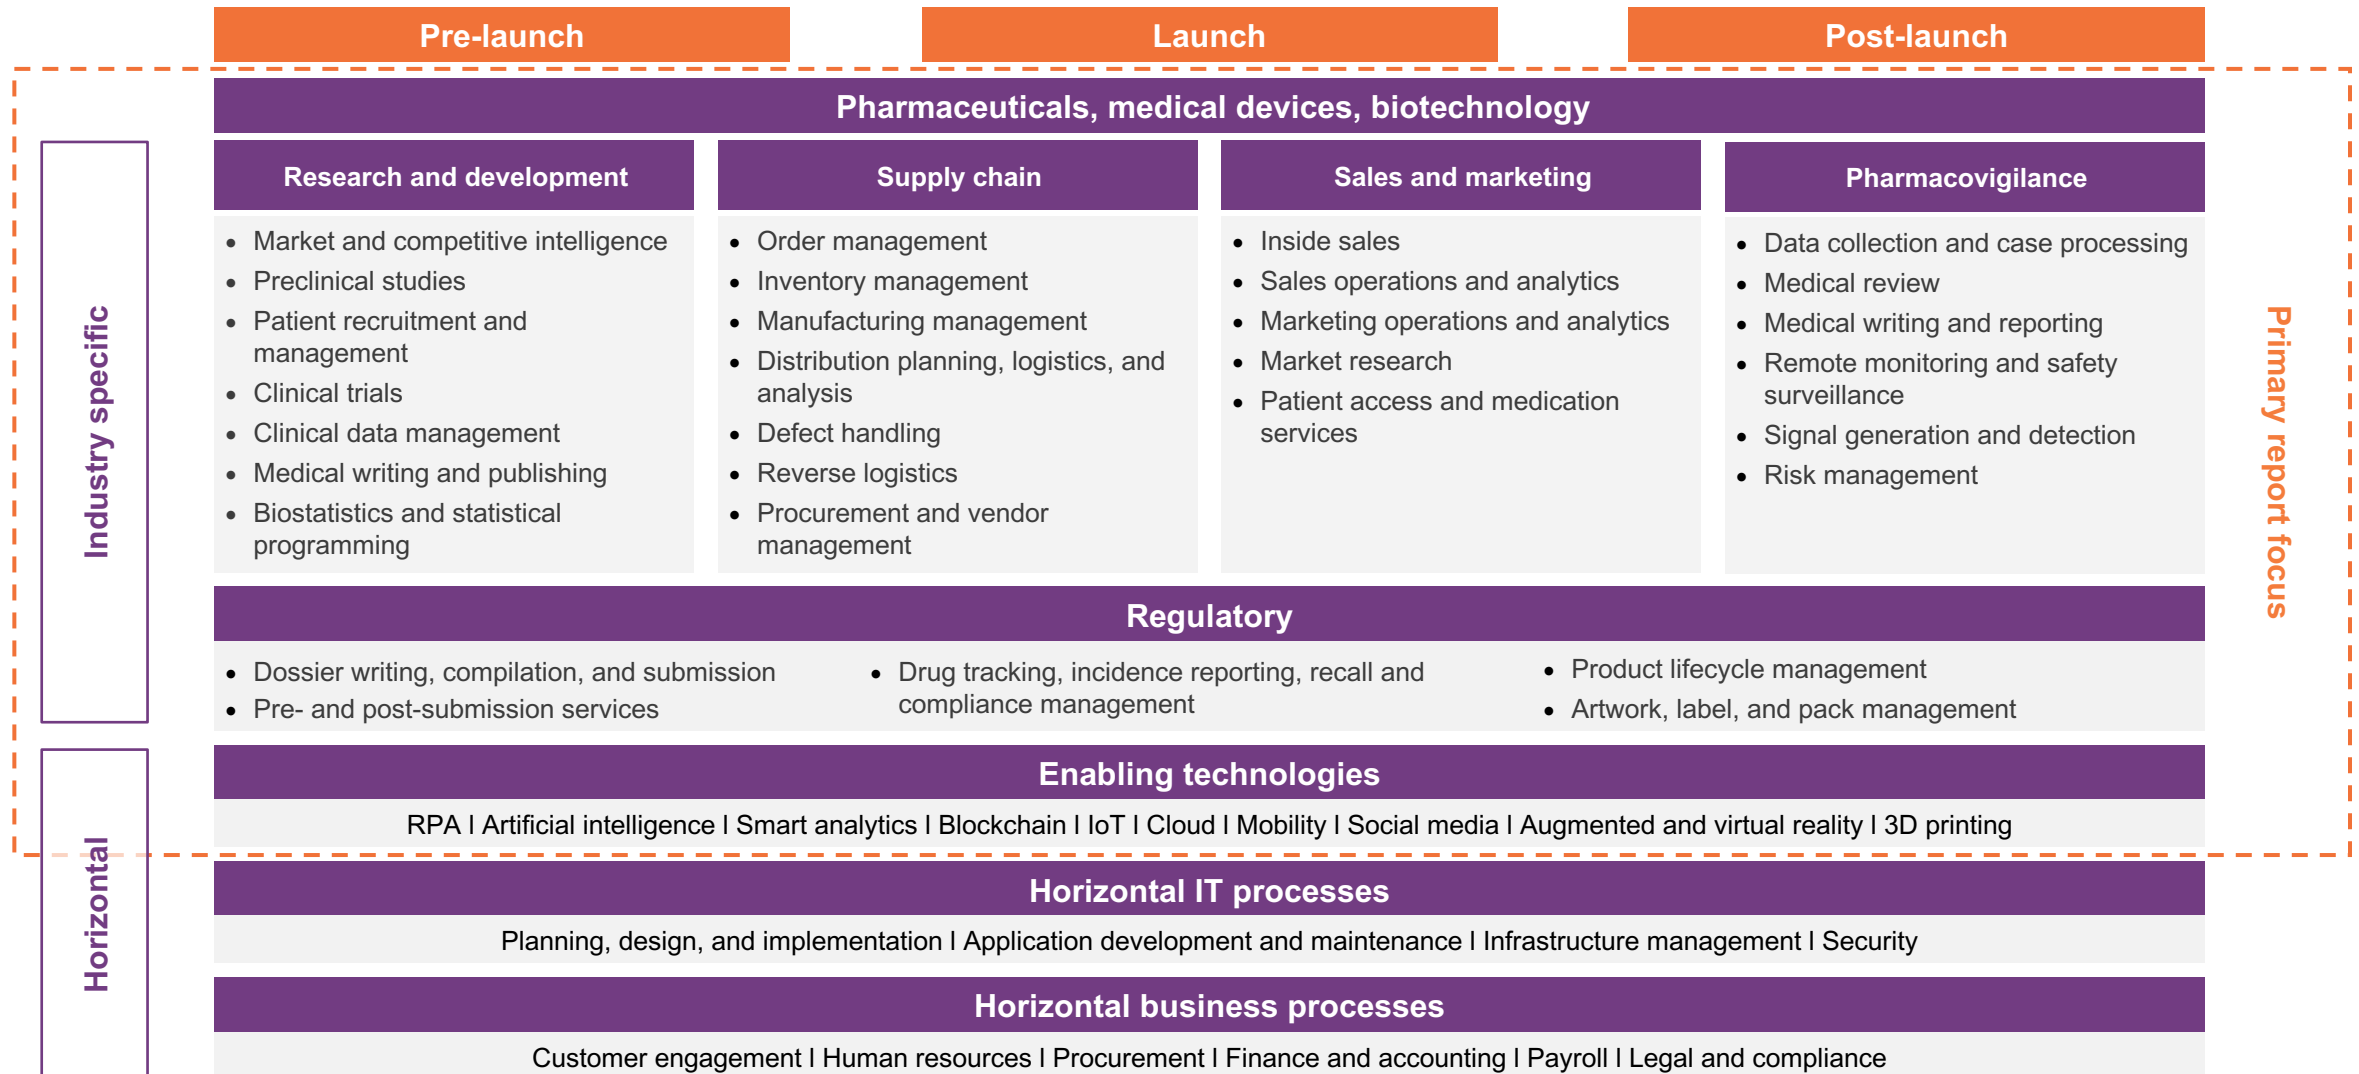 Pre-launch
Launch
Post-launch
Pharmaceuticals, medical devices, biotechnology
Industry specific
Research and development
• Market and competitive intelligence
• Preclinical studies
• Patient recruitment and
management
• Clinical trials
• Clinical data management
• Medical writing and publishing
• Biostatistics and statistical
programming
Supply chain
• Order management
• Inventory management
• Manufacturing management
• Distribution planning, logistics, and
analysis
• Defect handling
• Reverse logistics
• Procurement and vendor
management
Sales and marketing
• Inside sales
• Sales operations and analytics
• Marketing operations and analytics
• Market research
• Patient access and medication
services
Pharmacovigilance
• Data collection and case processing
• Medical review
• Medical writing and reporting
• Remote monitoring and safety
surveillance
• Signal generation and detection
• Risk management
Primary report focus
Regulatory
• Dossier writing, compilation, and submission
• Pre- and post-submission services
• Drug tracking, incidence reporting, recall and
compliance management
• Product lifecycle management
• Artwork, label, and pack management
Horizontal
Enabling technologies
RPA l Artificial intelligence l Smart analytics l Blockchain l IoT l Cloud l Mobility l Social media l Augmented and virtual reality l 3D printing
Horizontal IT processes
Planning, design, and implementation l Application development and maintenance l Infrastructure management l Security
Horizontal business processes
Customer engagement l Human resources l Procurement l Finance and accounting l Payroll l Legal and compliance